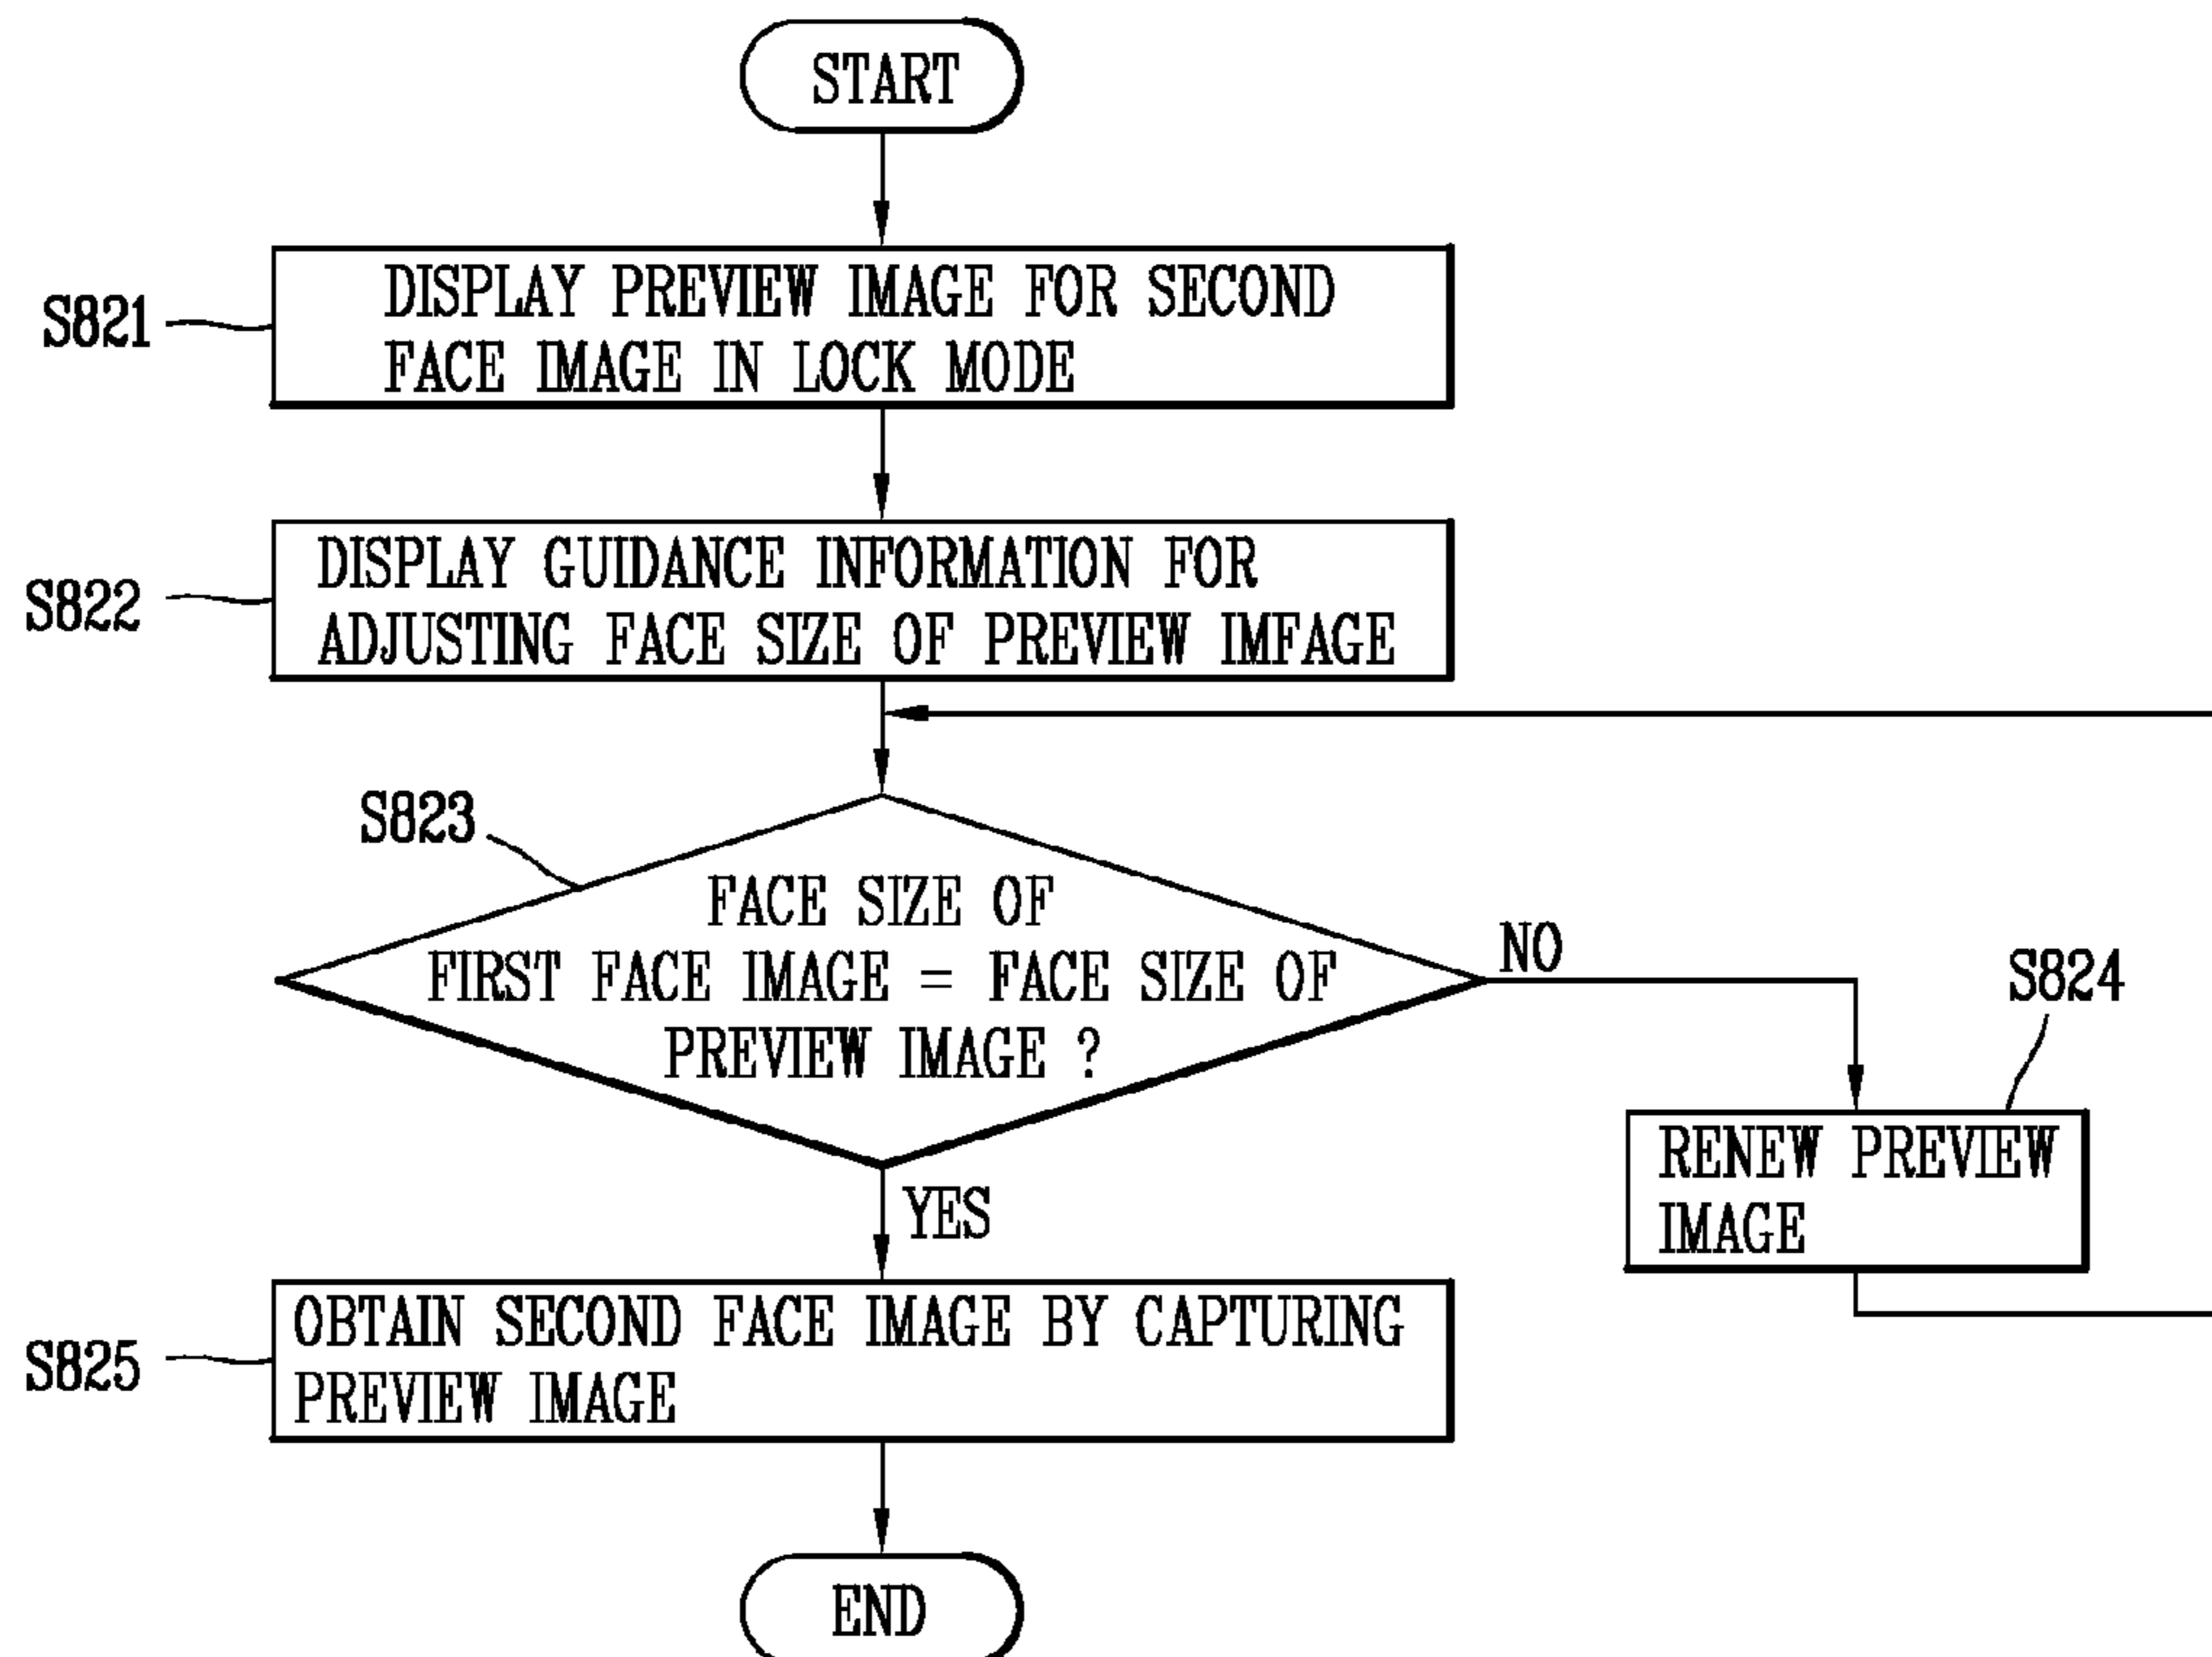 START
S821
DISPLAY PREVIEW IMAGE FOR SECOND
FACE IMAGE IN LOCK MODE
S822
DISPLAY GUIDANCE INFORMATION FOR
ADJUSTING FACE SIZE OF PREVIEW IMFAGE
S823
FACE SIZE OF
FIRST FACE IMAGE = FACE SIZE OF
PREVIEW IMAGE ?
NO
S824
RENEW PREVIEW
IMAGE
YES
S825
OBTAIN SECOND FACE IMAGE BY CAPTURING
PREVIEW IMAGE
END